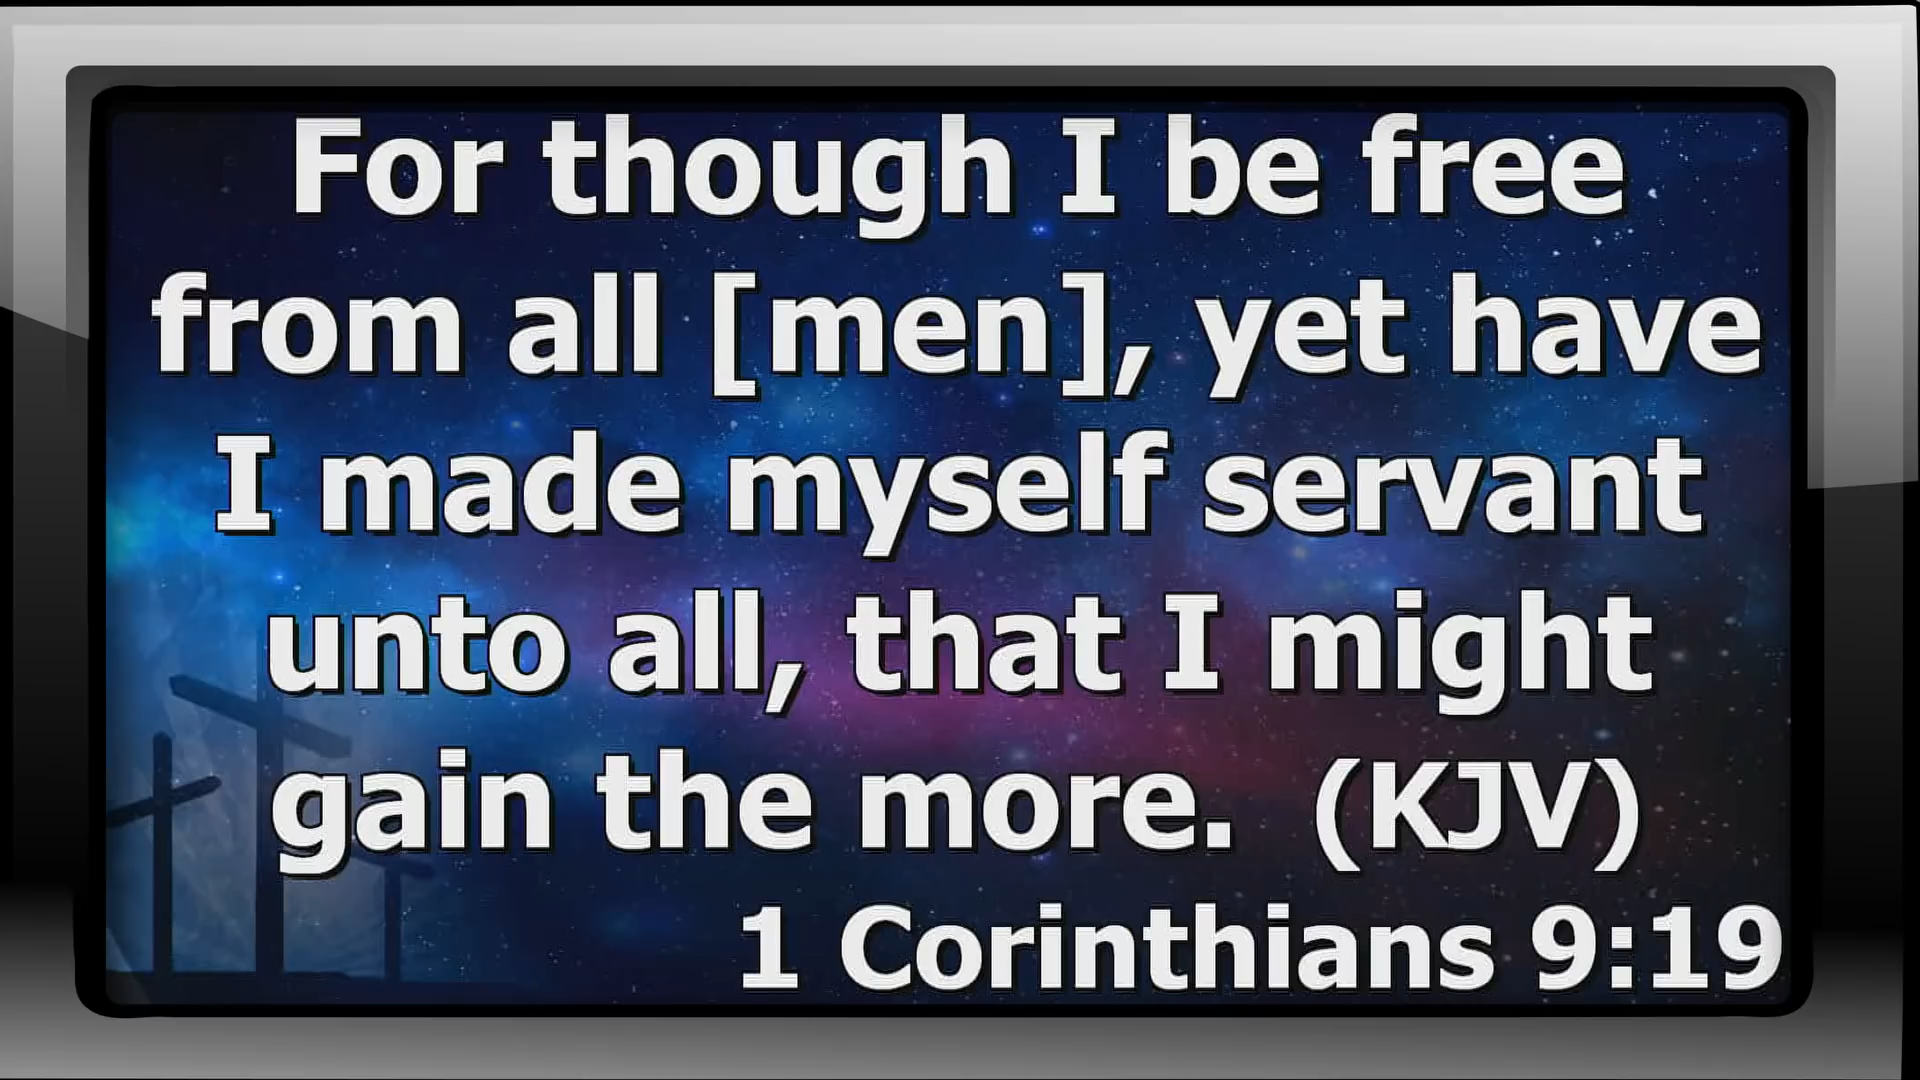 For though I be free
from all [men], yet have
I made myself servant
unto all, that I might
gain the more.  (KJV)
1 Corinthians 9:19